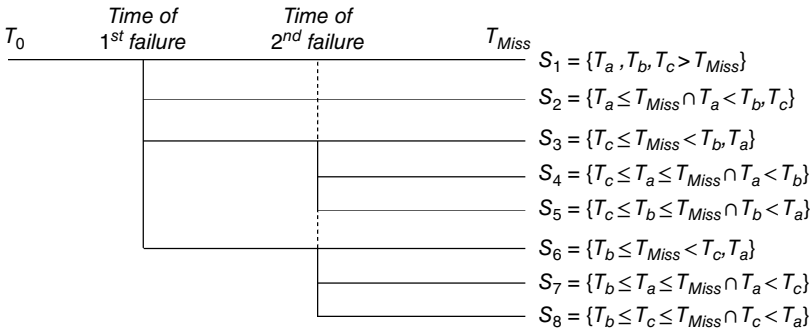 Time of
1st failure
Time of
2nd failure
T0
TMiss
S1 = {Ta ,Tb, Tc > TMiss}
S2 = {Ta ≤ TMiss ∩ Ta < Tb, Tc}
S3 = {Tc ≤ TMiss < Tb, Ta}
S4 = {Tc ≤ Ta ≤ TMiss ∩ Ta < Tb}
S5 = {Tc ≤ Tb ≤ TMiss ∩ Tb < Ta}
S6 = {Tb ≤ TMiss < Tc, Ta}
S7 = {Tb ≤ Ta ≤ TMiss ∩ Ta < Tc}
S8 = {Tb ≤ Tc ≤ TMiss ∩ Tc < Ta}